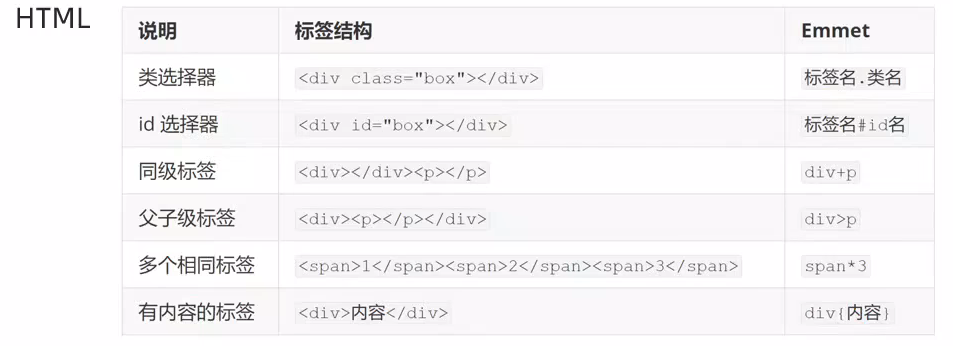 HTML
说明 标签结构 Emmet
类选择器 <div class="box"></div> 标签名.类名
id 选择器 <div id="box"></div> 标签名#id名
同级标签 <div></div><p></p> div+p
父子级标签 <div><p></p></div> div>p
多个相同标签 <span>1</span><span>2</span><span>3</span> span*3
有内容的标签 <div>内容</div> div{内容}